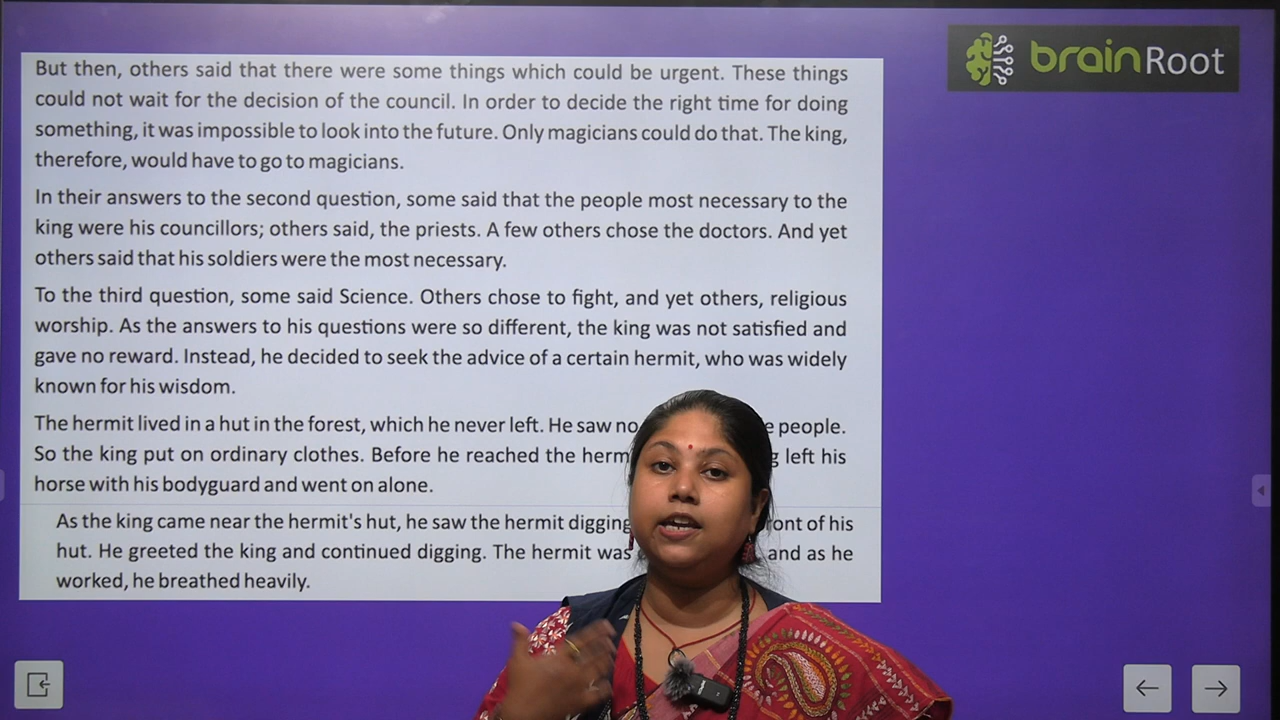 brainRoot
But then, others said that there were some things which could be urgent. These things
could not wait for the decision of the council. In order to decide the right time for doing
something, it was impossible to look into the future. Only magicians could do that. The king,
therefore, would have to go to magicians.
In their answers to the second question, some said that the people most necessary to the
king were his councillors; others said, the priests. A few others chose the doctors. And yet
others said that his soldiers were the most necessary.
To the third question, some said Science. Others chose to fight, and yet others, religious
worship. As the answers to his questions were so different, the king was not satisfied and
gave no reward. Instead, he decided to seek the advice of a certain hermit, who was widely
known for his wisdom.
The hermit lived in a hut in the forest, which he never left. He saw no people.
So the king put on ordinary clothes. Before he reached the left his
horse with his bodyguard and went on alone.
As the king came near the hermit's hut, he saw the hermit digging of his
hut. He greeted the king and continued digging. The hermit was and as he
worked, he breathed heavily.